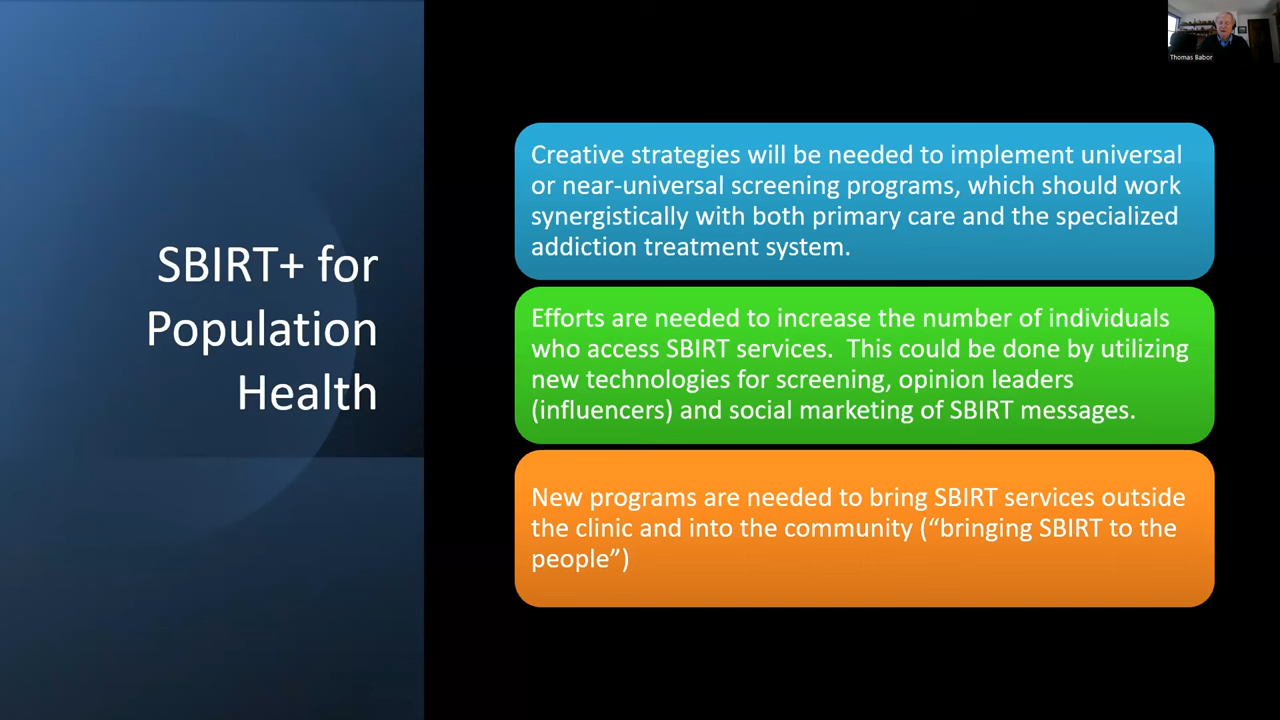 Thomas Babor
SBIRT+ for
Population
Health
Creative strategies will be needed to implement universal
or near-universal screening programs, which should work
synergistically with both primary care and the specialized
addiction treatment system.
Efforts are needed to increase the number of individuals
who access SBIRT services.  This could be done by utilizing
new technologies for screening, opinion leaders
(influencers) and social marketing of SBIRT messages.
New programs are needed to bring SBIRT services outside
the clinic and into the community (“bringing SBIRT to the
people”)